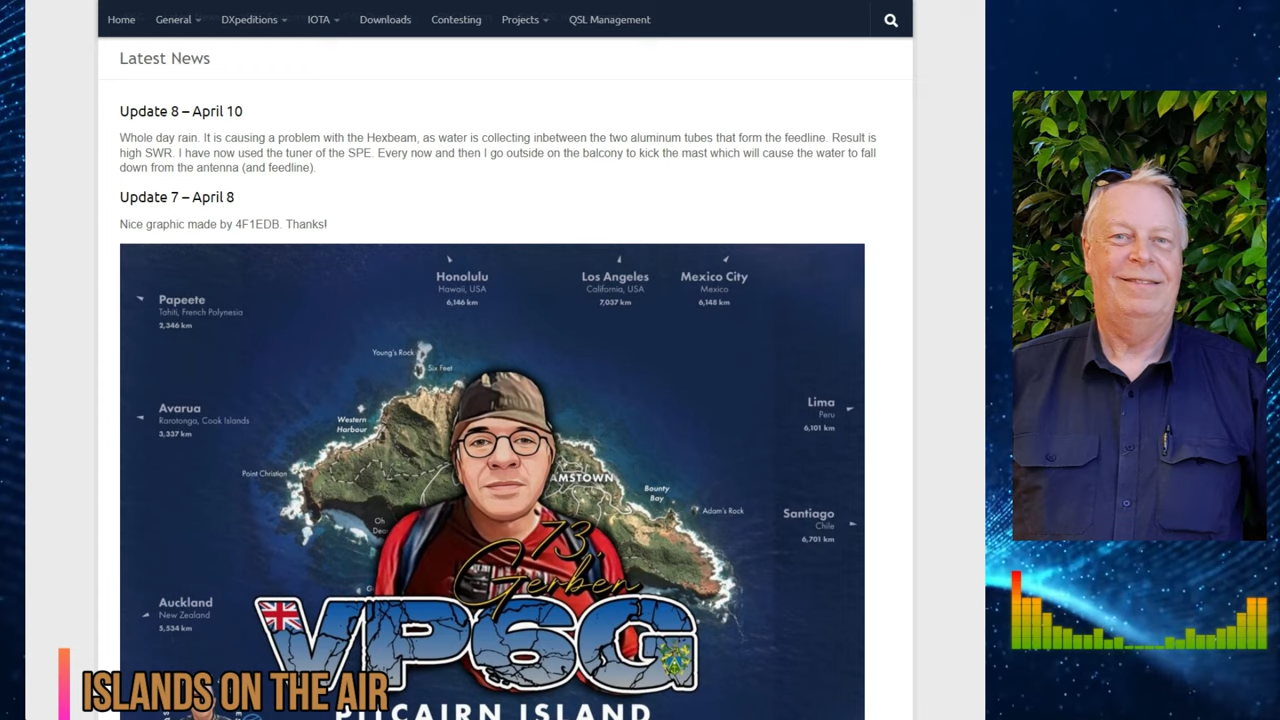 Home General DXpeditions IOTA Downloads Contesting Projects QSL Management
Latest News
Update 8 – April 10
Whole day rain. It is causing a problem with the Hexbeam, as water is collecting inbetween the two aluminum tubes that form the feedline. Result is
high SWR. I have now used the tuner of the SPE. Every now and then I go outside on the balcony to kick the mast which will cause the water to fall
down from the antenna (and feedline).
Update 7 – April 8
Nice graphic made by 4F1EDB. Thanks!
Honolulu
Hawaii, USA
6,146 km
Los Angeles
California, USA
7,037 km
Mexico City
Mexico
6,148 km
Papeete
Tahiti, French Polynesia
2,346 km
Young's Rock
Six Feet
Avarua
Rarotonga, Cook Islands
3,337 km
Western
Harbour
Lima
Peru
6,101 km
Point Christian
AMSTOWN
Bounty
Bay
Adam's Rock
Santiago
Chile
6,701 km
Oh
73,
Gerben
Auckland
New Zealand
5,534 km
VP6G
ISLANDS ON THE AIR
PITCAIRN ISLAND